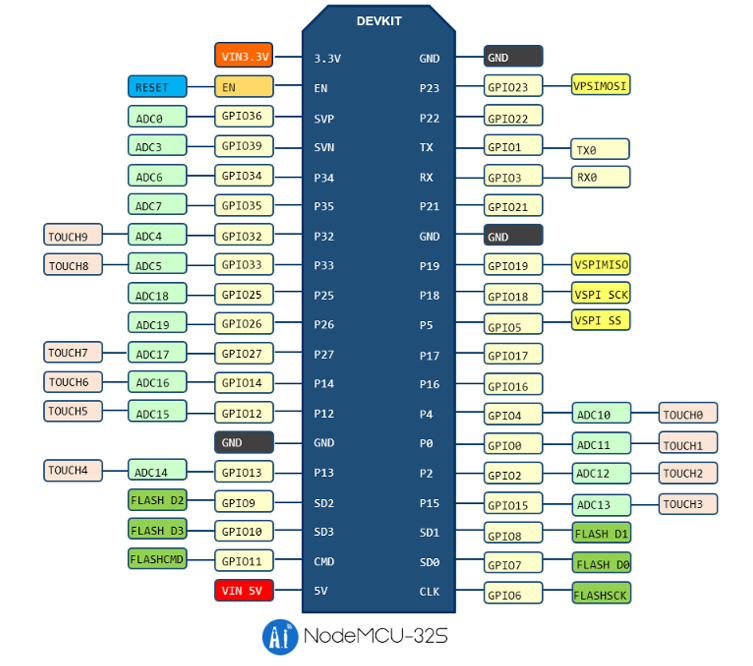 DEVKIT
VIN3.3V 3.3V GND GND
RESET EN EN P23 GPIO23 VPSIMOSI
ADC0 GPIO36 SVP P22 GPIO22
ADC3 GPIO39 SVN TX GPIO1 TX0
ADC6 GPIO34 P34 RX GPIO3 RX0
ADC7 GPIO35 P35 P21 GPIO21
TOUCH9 ADC4 GPIO32 P32 GND GND
TOUCH8 ADC5 GPIO33 P33 P19 GPIO19 VSPIMISO
ADC18 GPIO25 P25 P18 GPIO18 VSPI SCK
ADC19 GPIO26 P26 P5 GPIO5 VSPI SS
TOUCH7 ADC17 GPIO27 P27 P17 GPIO17
TOUCH6 ADC16 GPIO14 P14 P16 GPIO16
TOUCH5 ADC15 GPIO12 P12 P4 GPIO4 ADC10 TOUCH0
GND GND P0 GPIO0 ADC11 TOUCH1
TOUCH4 ADC14 GPIO13 P13 P2 GPIO2 ADC12 TOUCH2
FLASH D2 GPIO9 SD2 P15 GPIO15 ADC13 TOUCH3
FLASH D3 GPIO10 SD3 SD1 GPIO8 FLASH D1
FLASHCMD GPIO11 CMD SD0 GPIO7 FLASH D0
VIN 5V 5V CLK GPIO6 FLASHSCK
A.i NodeMCU-32S